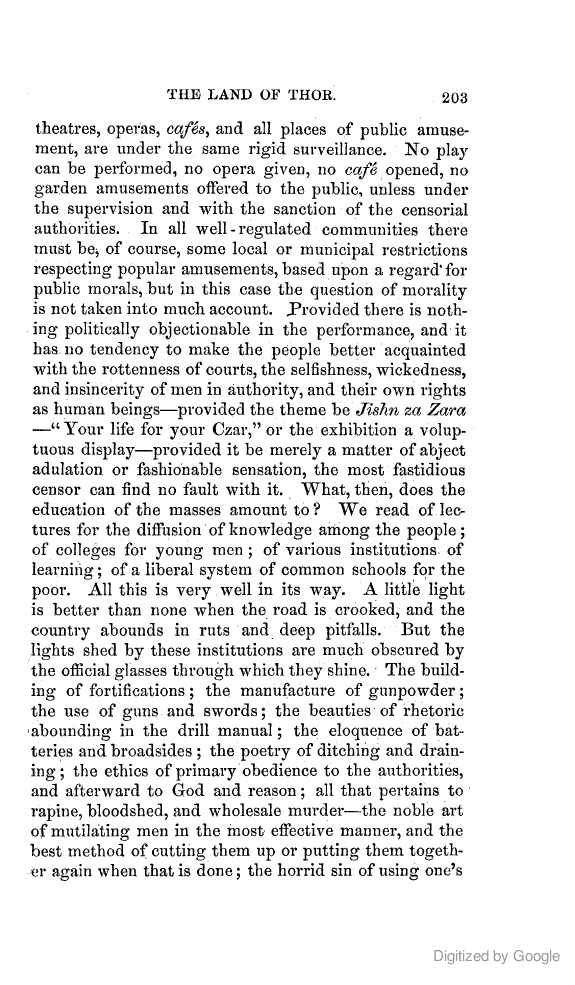 THE LAND OF THOR. 203
theatres, operas, cafés, and all places of public amuse-
ment, are under the same rigid surveillance. No play
can be performed, no opera given, no café opened, no
garden amusements offered to the public, unless under
the supervision and with the sanction of the censorial
authorities. In all well-regulated communities there
must be, of course, some local or municipal restrictions
respecting popular amusements, based upon a regard for
public morals, but in this case the question of morality
is not taken into much account. Provided there is noth-
ing politically objectionable in the performance, and it
has no tendency to make the people better acquainted
with the rottenness of courts, the selfishness, wickedness,
and insincerity of men in authority, and their own rights
as human beings—provided the theme be Jishn za Zara
—“Your life for your Czar,” or the exhibition a volup-
tuous display—provided it be merely a matter of abject
adulation or fashionable sensation, the most fastidious
censor can find no fault with it. What, then, does the
education of the masses amount to? We read of lec-
tures for the diffusion of knowledge among the people;
of colleges for young men; of various institutions of
learning; of a liberal system of common schools for the
poor. All this is very well in its way. A little light
is better than none when the road is crooked, and the
country abounds in ruts and deep pitfalls. But the
lights shed by these institutions are much obscured by
the official glasses through which they shine. The build-
ing of fortifications; the manufacture of gunpowder;
the use of guns and swords; the beauties of rhetoric
abounding in the drill manual; the eloquence of bat-
teries and broadsides; the poetry of ditching and drain-
ing; the ethics of primary obedience to the authorities,
and afterward to God and reason; all that pertains to
rapine, bloodshed, and wholesale murder—the noble art
of mutilating men in the most effective manner, and the
best method of cutting them up or putting them togeth-
er again when that is done; the horrid sin of using one’s
Digitized by Google